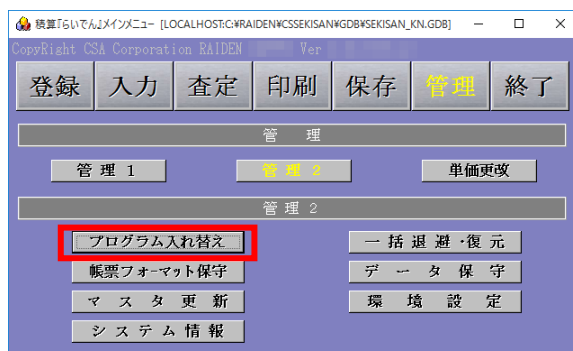 積算「らいでん」メインメニュー [LOCALHOST:C:¥RAIDEN¥CSSEKISAN¥GDB¥SEKISAN_KN.GDB]
CopyRight CSA Corporation RAIDEN Ver
登録 入力 査定 印刷 保存 管理 終了
管 理
管 理 1 管 理 2 単価更改
管 理 2
プログラム入れ替え 一 括 退 避 ・復 元
帳票フォーマット保守 デ ー タ 保 守
マ ス タ 更 新 環 境 設 定
シ ス テ ム 情 報